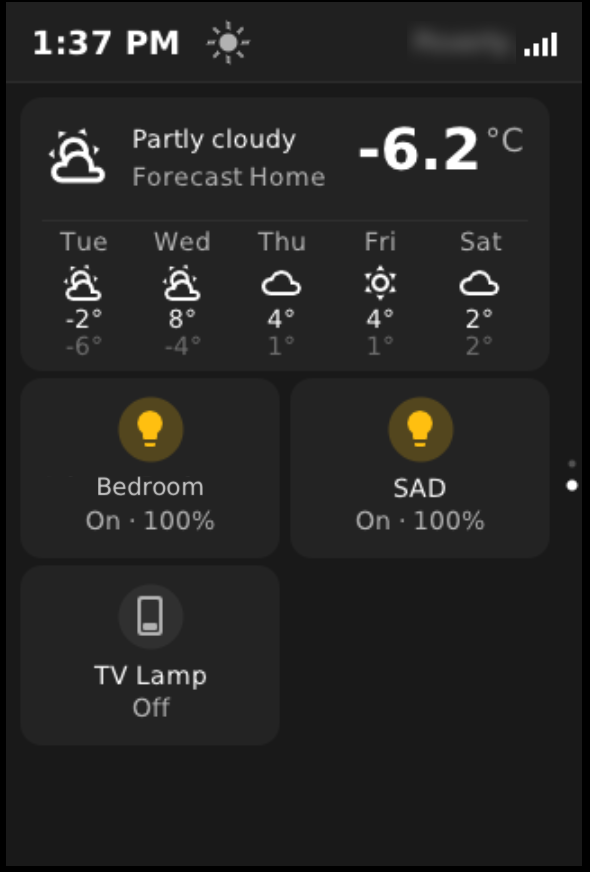 1:37 PM
Partly cloudy
-6.2 °C
Forecast Home
Tue Wed Thu Fri Sat
-2° 8° 4° 4° 2°
-6° -4° 1° 1° 2°
Bedroom
On · 100%
SAD
On · 100%
TV Lamp
Off